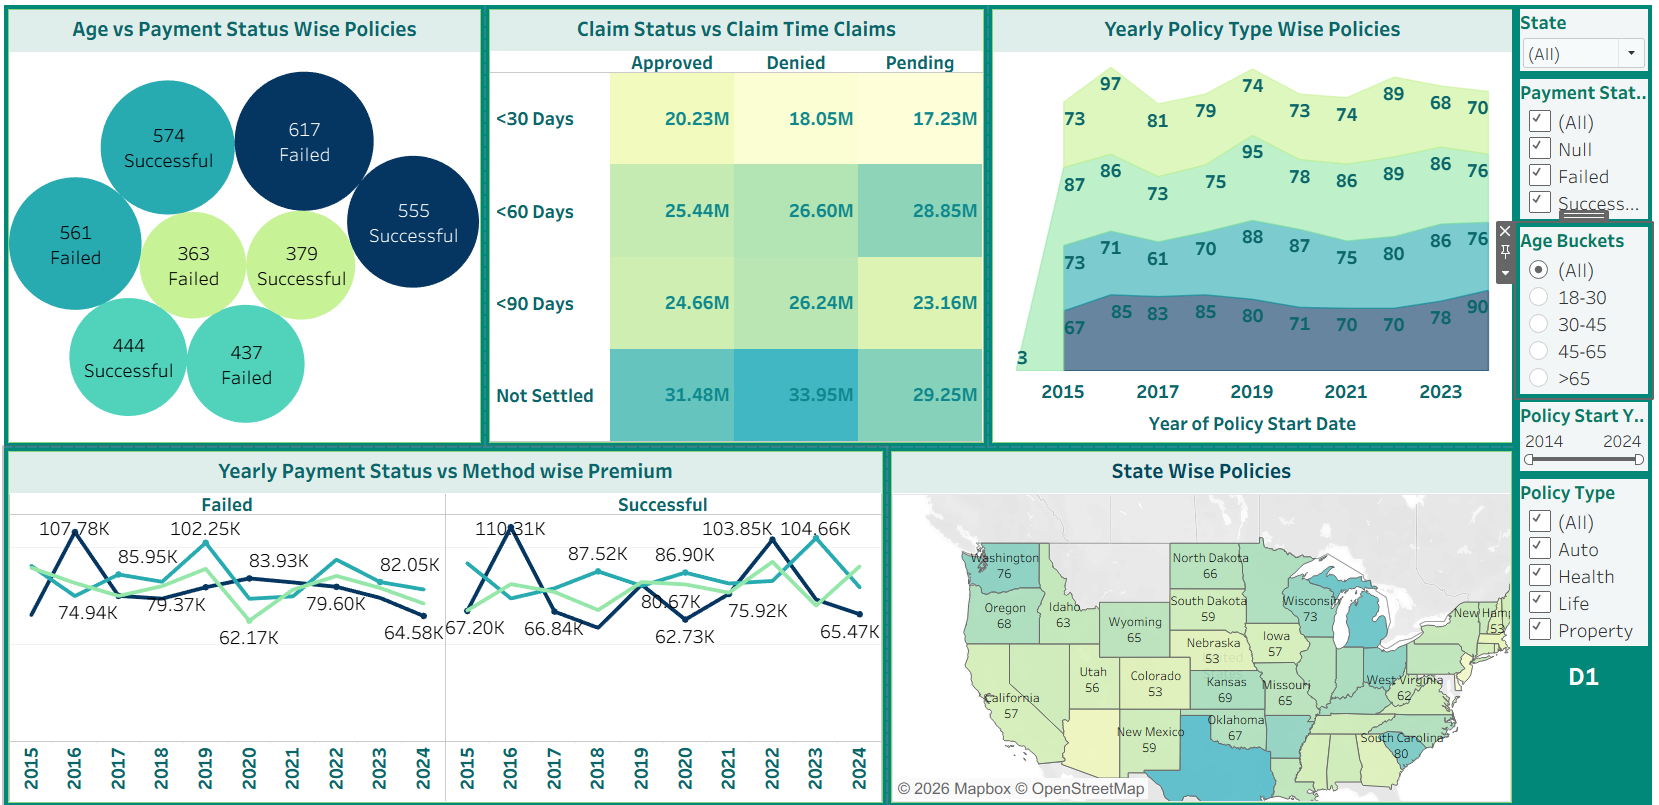 Age vs Payment Status Wise Policies
574
Successful
617
Failed
555
Successful
561
Failed
363
Failed
379
Successful
444
Successful
437
Failed
Claim Status vs Claim Time Claims
Approved Denied Pending
<30 Days 20.23M 18.05M 17.23M
<60 Days 25.44M 26.60M 28.85M
<90 Days 24.66M 26.24M 23.16M
Not Settled 31.48M 33.95M 29.25M
Yearly Policy Type Wise Policies
73 97 81 79 74 73 74 89 68 70
87 86 73 75 95 78 86 89 86 76
73 71 61 70 88 87 75 80 86 76
67 85 83 85 80 71 70 70 78 90
3
2015 2017 2019 2021 2023
Year of Policy Start Date
State
(All)
Payment Stat..
(All)
Null
Failed
Success...
Age Buckets
(All)
18-30
30-45
45-65
>65
Policy Start Y..
2014 2024
Policy Type
(All)
Auto
Health
Life
Property
D1
Yearly Payment Status vs Method wise Premium
Failed
107.78K 102.25K
85.95K 83.93K 82.05K
74.94K 79.37K 79.60K
62.17K 64.58K
2015 2016 2017 2018 2019 2020 2021 2022 2023 2024
Successful
110.31K 103.85K 104.66K
87.52K 86.90K
80.67K 75.92K
67.20K 66.84K 62.73K 65.47K
2015 2016 2017 2018 2019 2020 2021 2022 2023 2024
State Wise Policies
Washington
76
North Dakota
66
Oregon
68
Idaho
63
South Dakota
59
Wisconsin
73
New Hamp
53
Wyoming
65
Nebraska
53
Iowa
57
Utah
56
Colorado
53
Kansas
69
Missouri
65
West Virginia
62
California
57
New Mexico
59
Oklahoma
67
South Carolina
80
© 2026 Mapbox © OpenStreetMap